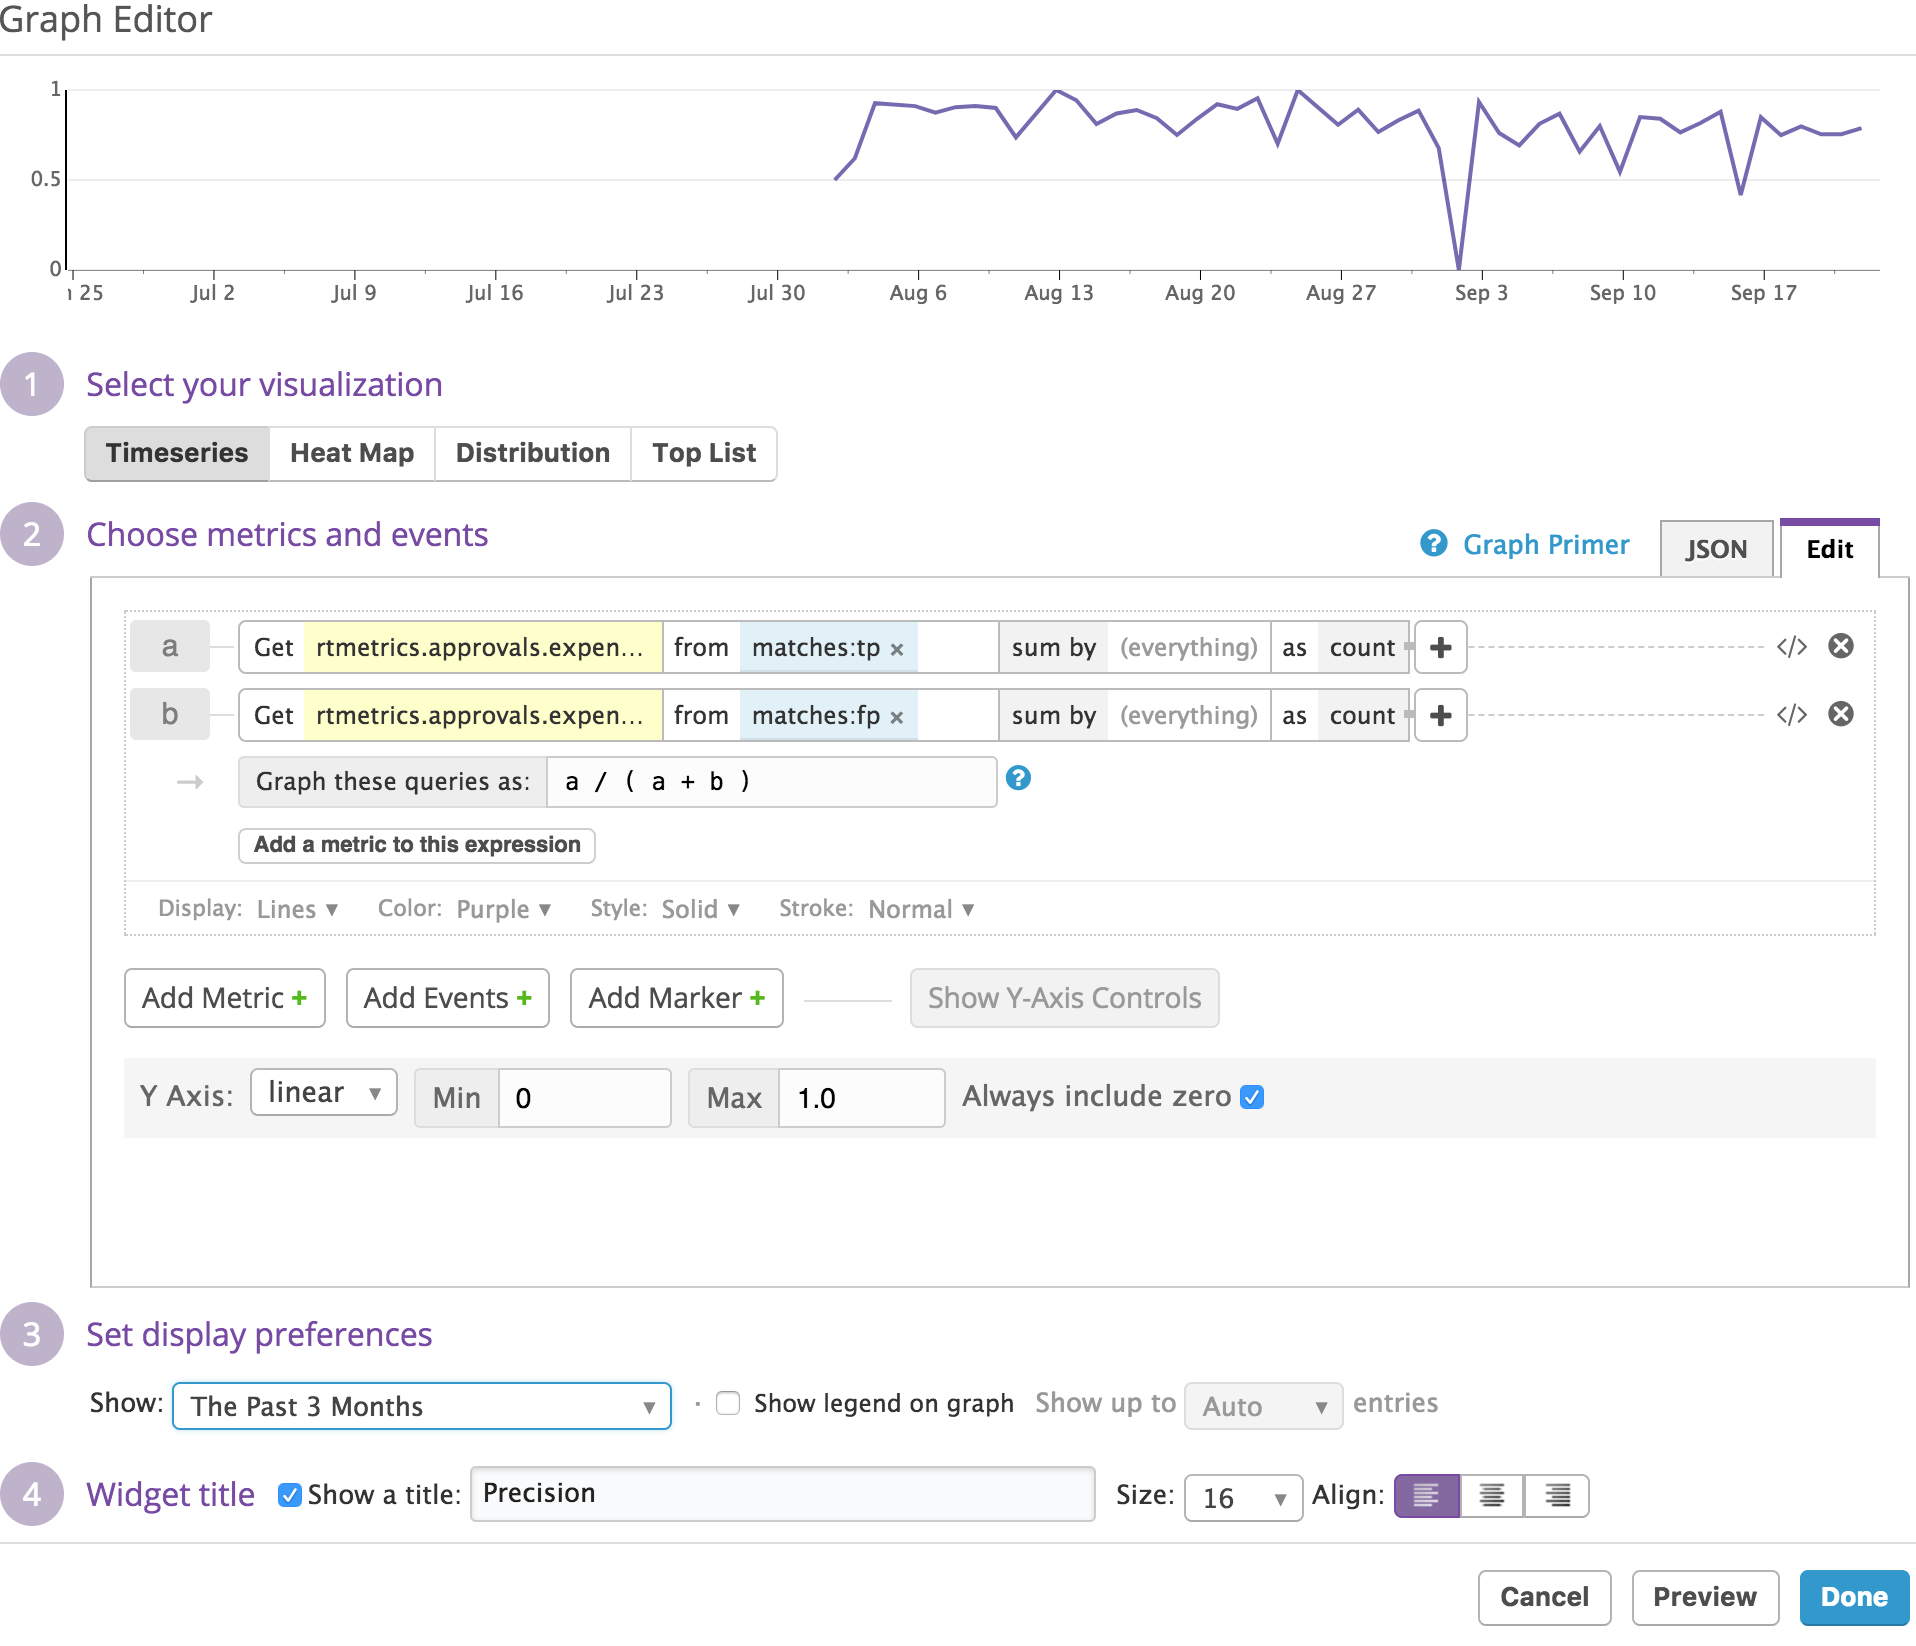 Graph Editor
1
0.5
0
25 Jul 2 Jul 9 Jul 16 Jul 23 Jul 30 Aug 6 Aug 13 Aug 20 Aug 27 Sep 3 Sep 10 Sep 17
1 Select your visualization
Timeseries Heat Map Distribution Top List
2 Choose metrics and events ? Graph Primer JSON Edit
a Get rtmetrics.approvals.expen... from matches:tp × sum by (everything) as count + </>
b Get rtmetrics.approvals.expen... from matches:fp × sum by (everything) as count + </>
→ Graph these queries as: a / ( a + b ) ?
Add a metric to this expression
Display: Lines ▼ Color: Purple ▼ Style: Solid ▼ Stroke: Normal ▼
Add Metric + Add Events + Add Marker + Show Y-Axis Controls
Y Axis: linear ▼ Min 0 Max 1.0 Always include zero
3 Set display preferences
Show: The Past 3 Months ▼ · Show legend on graph Show up to Auto ▼ entries
4 Widget title Show a title: Precision Size: 16 ▼ Align:
Cancel Preview Done